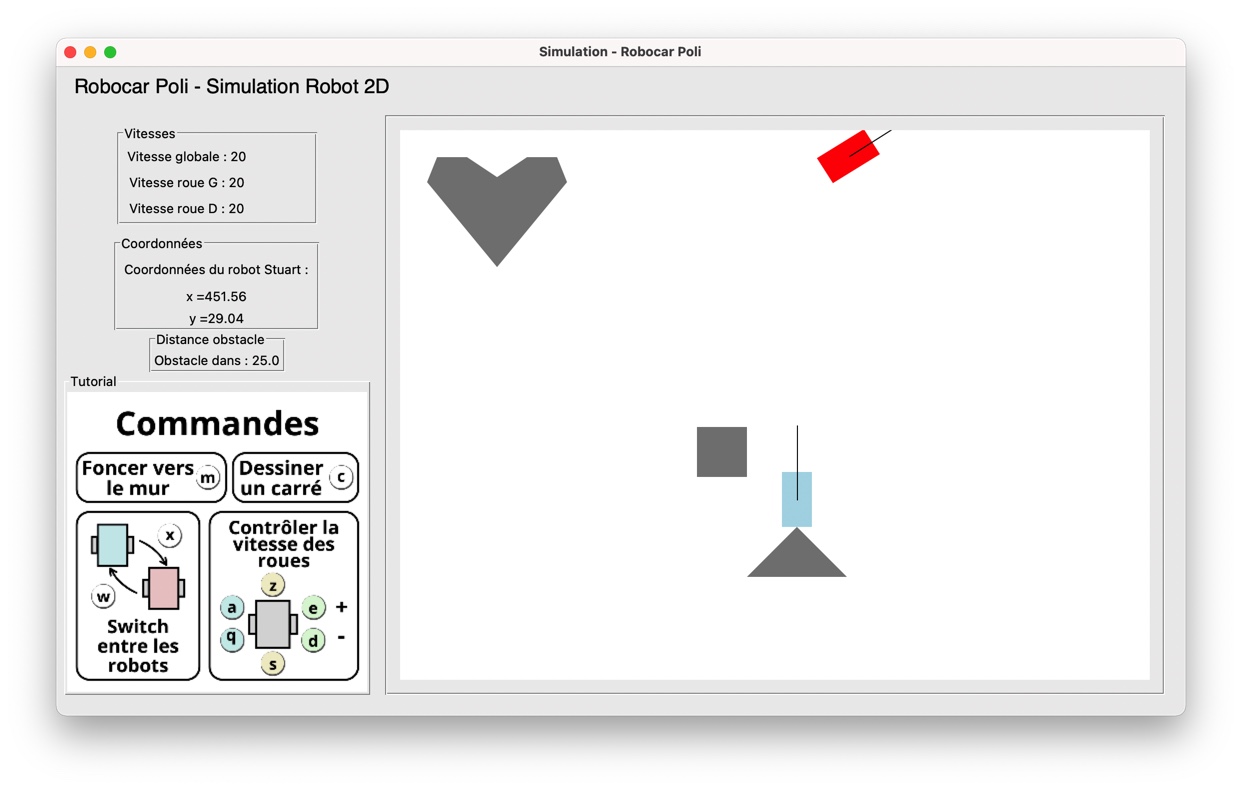 Simulation - Robocar Poli
Robocar Poli - Simulation Robot 2D
Vitesses
Vitesse globale : 20
Vitesse roue G : 20
Vitesse roue D : 20
Coordonnées
Coordonnées du robot Stuart :
x =451.56
y =29.04
Distance obstacle
Obstacle dans : 25.0
Tutorial
Commandes
Foncer vers
le mur
m
Dessiner
un carré
c
x
w
Switch
entre les
robots
Contrôler la
vitesse des
roues
z
a
e +
q
d -
s